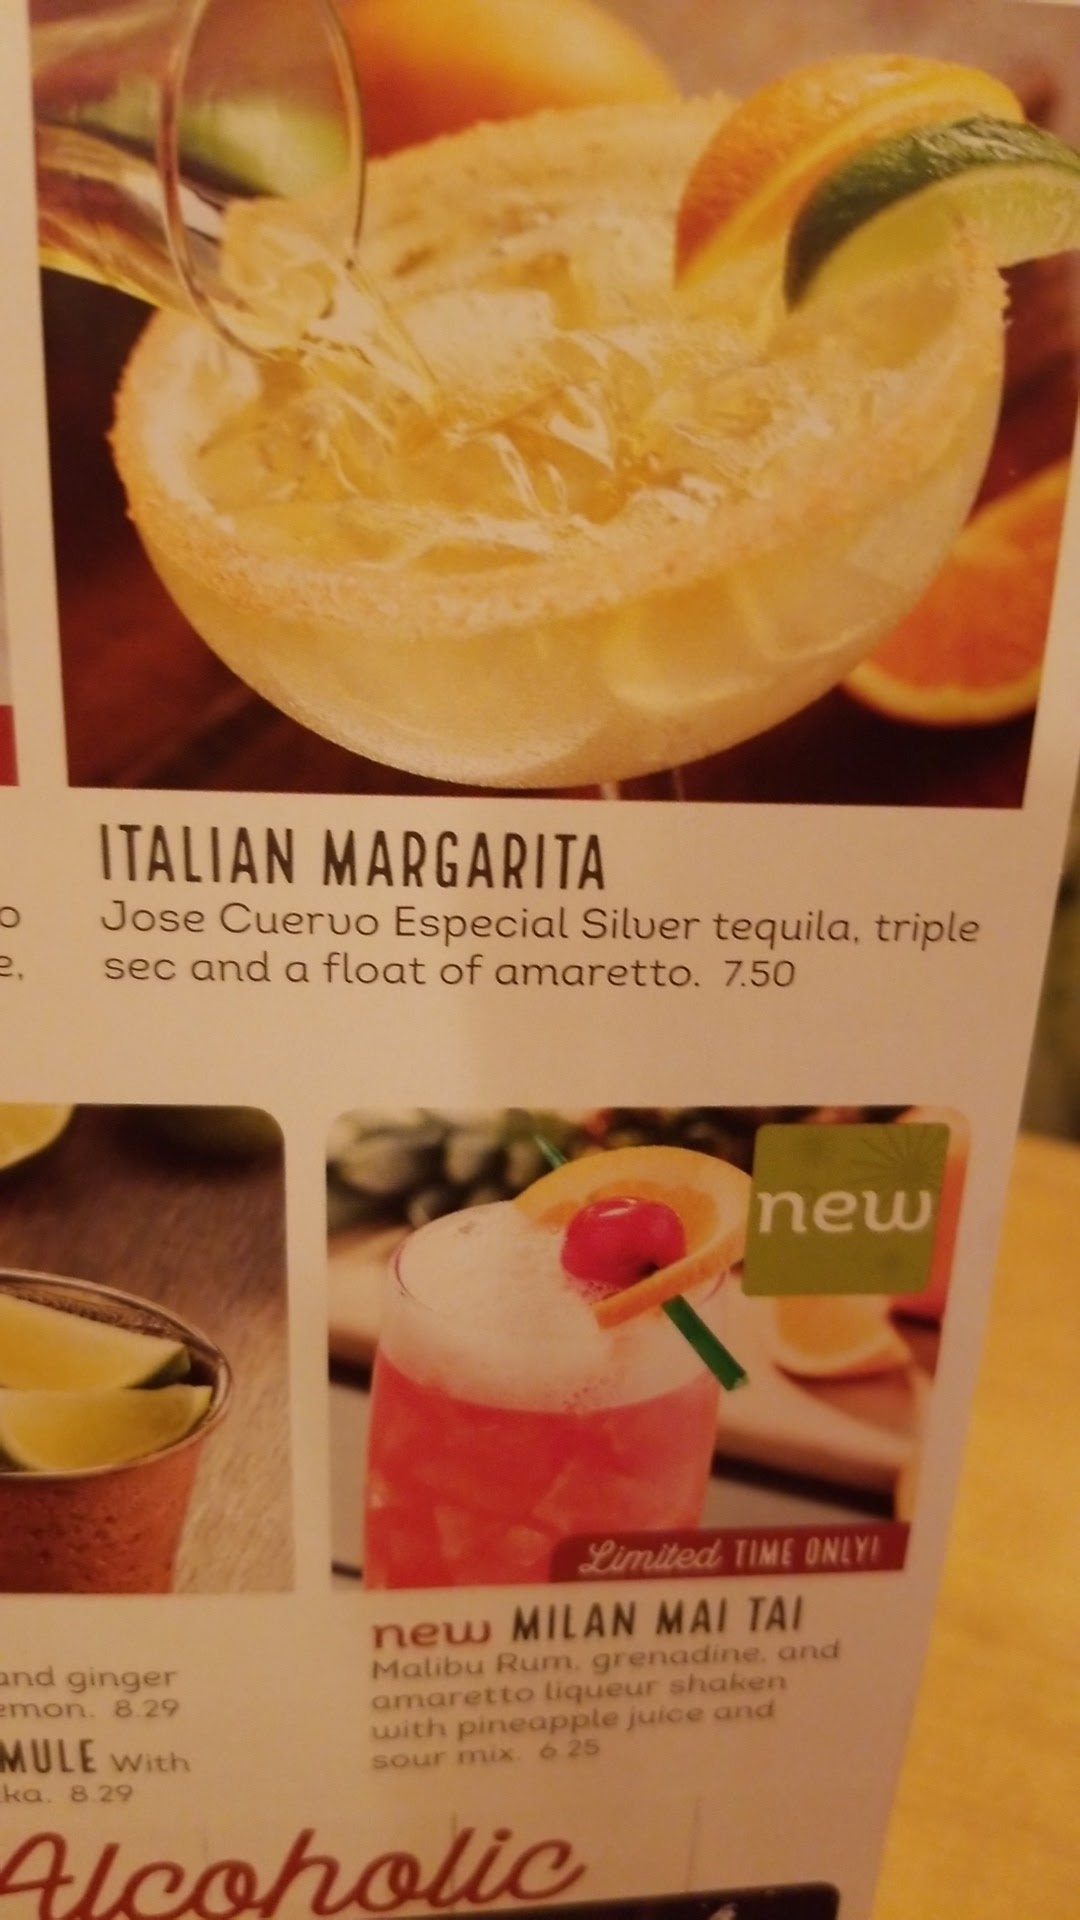 ITALIAN MARGARITA
Jose Cuervo Especial Silver tequila, triple
sec and a float of amaretto. 7.50
o
e,
new
Limited TIME ONLY!
new MILAN MAI TAI
Malibu Rum, grenadine, and
amaretto liqueur shaken
with pineapple juice and
sour mix. 6.25
and ginger
emon. 8.29
MULE With
ka. 8.29
Alcoholic